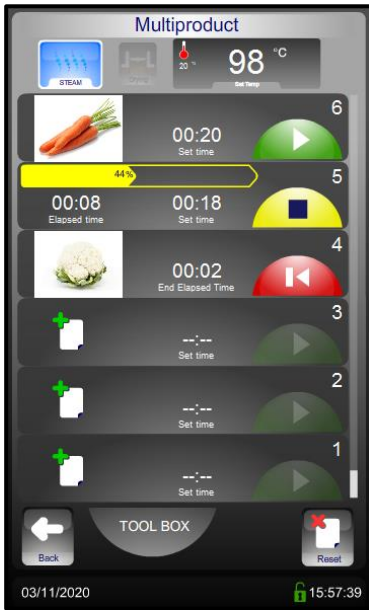 Multiproduct
STEAM
20 °
98 °C
Set Temp
6
00:20
Set time
44%
5
00:08
00:18
Elapsed time
Set time
4
00:02
End Elapsed Time
3
--:--
Set time
2
--:--
Set time
1
--:--
Set time
TOOL BOX
Back
Reset
03/11/2020
15:57:39